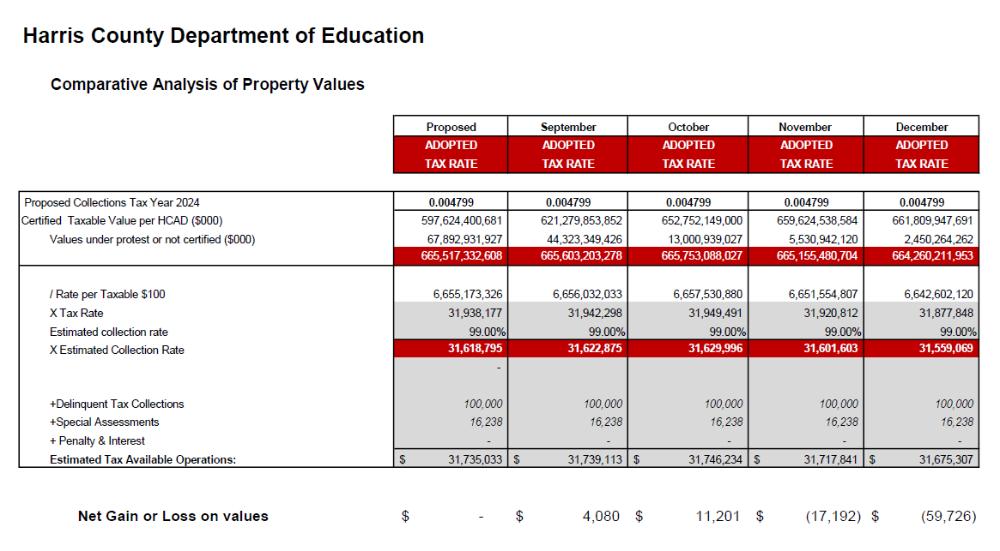 Harris County Department of Education
Comparative Analysis of Property Values
Proposed September October November December
ADOPTED ADOPTED ADOPTED ADOPTED ADOPTED
TAX RATE TAX RATE TAX RATE TAX RATE TAX RATE
Proposed Collections Tax Year 2024 0.004799 0.004799 0.004799 0.004799 0.004799
Certified Taxable Value per HCAD ($000) 597,624,400,681 621,279,853,852 652,752,149,000 659,624,538,584 661,809,947,691
Values under protest or not certified ($000) 67,892,931,927 44,323,349,426 13,000,939,027 5,530,942,120 2,450,264,262
665,517,332,608 665,603,203,278 665,753,088,027 665,155,480,704 664,260,211,953
/ Rate per Taxable $100 6,655,173,326 6,656,032,033 6,657,530,880 6,651,554,807 6,642,602,120
X Tax Rate 31,938,177 31,942,298 31,949,491 31,920,812 31,877,848
Estimated collection rate 99.00% 99.00% 99.00% 99.00% 99.00%
X Estimated Collection Rate 31,618,795 31,622,875 31,629,996 31,601,603 31,559,069
-
+Delinquent Tax Collections 100,000 100,000 100,000 100,000 100,000
+Special Assessments 16,238 16,238 16,238 16,238 16,238
+ Penalty & Interest - - - - -
Estimated Tax Available Operations: $ 31,735,033 $ 31,739,113 $ 31,746,234 $ 31,717,841 $ 31,675,307
Net Gain or Loss on values $ - $ 4,080 $ 11,201 $ (17,192) $ (59,726)